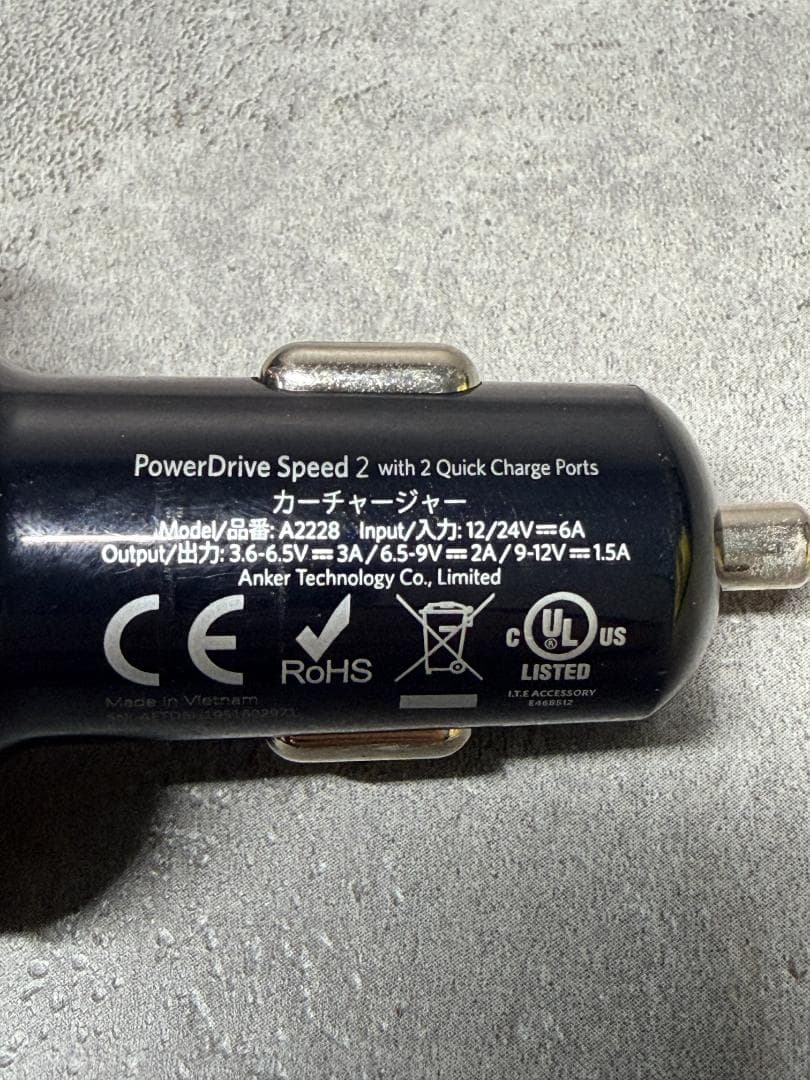 PowerDrive Speed 2 with 2 Quick Charge Ports
カーチャージャー
Model/品番: A2228 Input/入力: 12/24V⎓6A
Output/出力: 3.6-6.5V⎓3A/6.5-9V⎓2A/9-12V⎓1.5A
Anker Technology Co., Limited
CE
RoHS
C UL ® US
LISTED
I.T.E ACCESSORY
E468512
Made in Vietnam